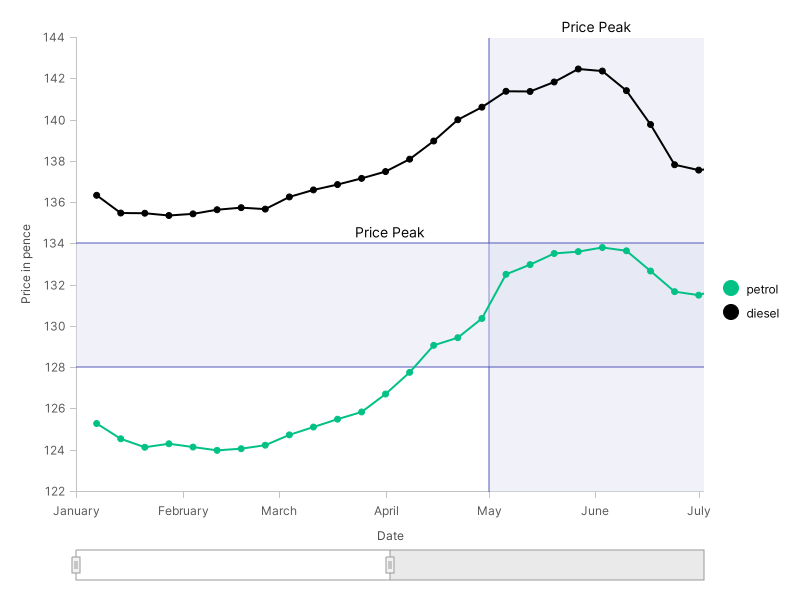 Price Peak
144
142
140
138
136
Price Peak
134
132
130
128
126
124
122
Price in pence
petrol
diesel
January February March April May June July
Date